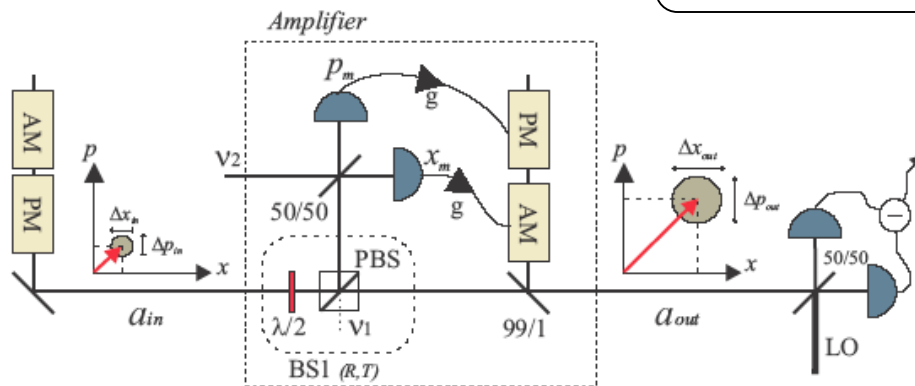 Amplifier
AM
PM
p
Δx_in
Δp_in
x
a_in
p_m
g
x_m
g
ν2
50/50
PBS
λ/2
ν1
BS1 (R,T)
PM
AM
99/1
p
Δx_out
Δp_out
x
a_out
50/50
LO
−